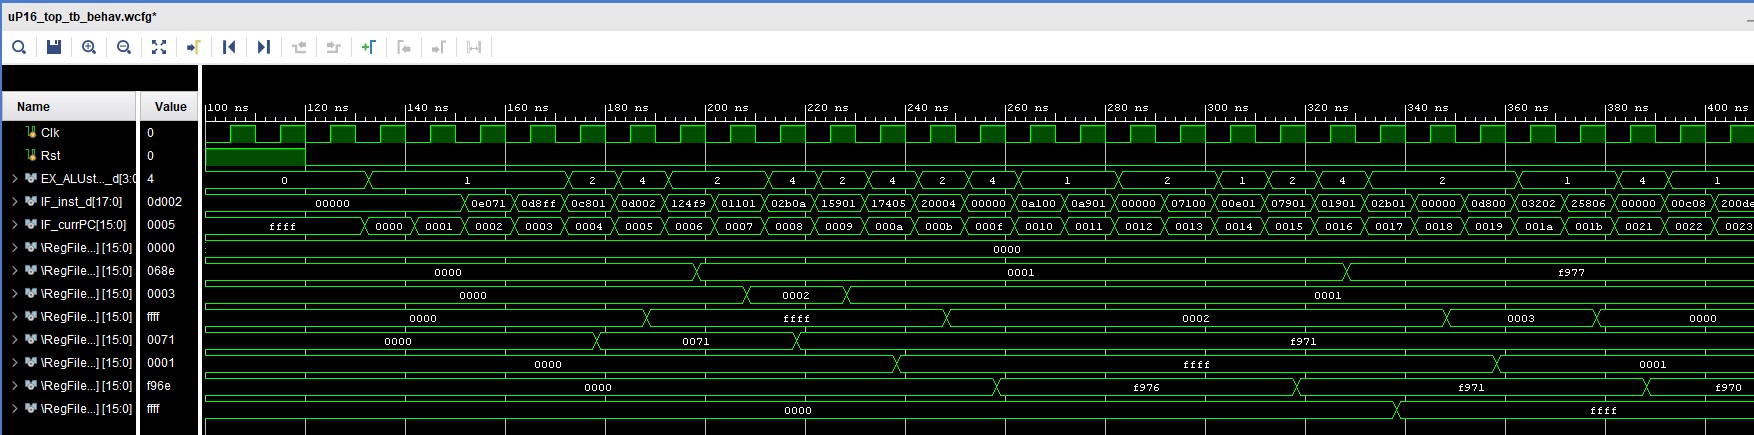 uP16_top_tb_behav.wcfg*
Name Value
100 ns 120 ns 140 ns 160 ns 180 ns 200 ns 220 ns 240 ns 260 ns 280 ns 300 ns 320 ns 340 ns 360 ns 380 ns 400 ns
Clk 0
Rst 0
EX_ALUst..._d[3:0 4 0 1 2 4 2 4 2 4 2 4 1 2 1 2 4 2 1 4 1
IF_inst_d[17:0] 0d002 00000 0e071 0d8ff 0c801 0d002 124f9 01101 02b0a 15901 17405 20004 00000 0a100 0a901 00000 07100 00e01 07901 01901 02b01 00000 0d800 03202 25806 00000 00c08 200de
IF_currPC[15:0] 0005 ffff 0000 0001 0002 0003 0004 0005 0006 0007 0008 0009 000a 000b 000f 0010 0011 0012 0013 0014 0015 0016 0017 0018 0019 001a 001b 0021 0022 0023
\RegFile...][15:0] 0000 0000
\RegFile...][15:0] 068e 0000 0001 f977
\RegFile...][15:0] 0003 0000 0002 0001
\RegFile...][15:0] ffff 0000 ffff 0002 0003 0000
\RegFile...][15:0] 0071 0000 0071 f971
\RegFile...][15:0] 0001 0000 ffff 0001
\RegFile...][15:0] f96e 0000 f976 f971 f970
\RegFile...][15:0] ffff 0000 ffff